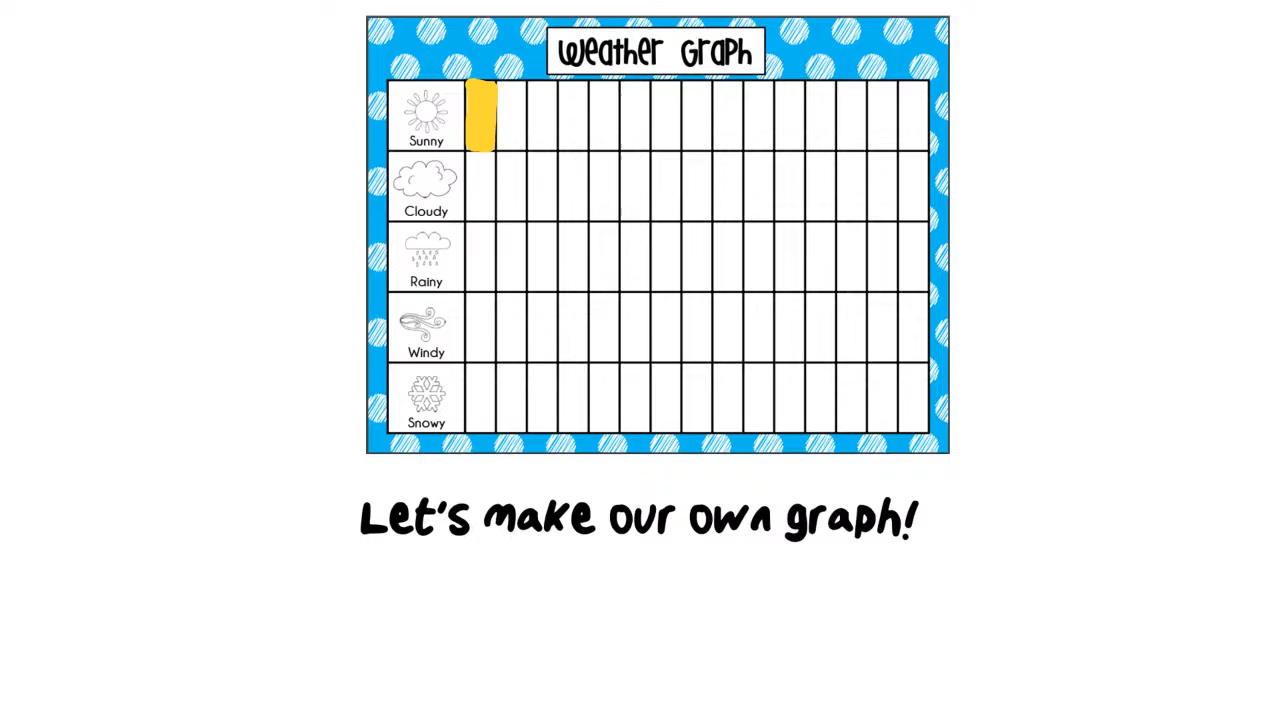 Weather Graph
Sunny
Cloudy
Rainy
Windy
Snowy
Let's make our own graph!